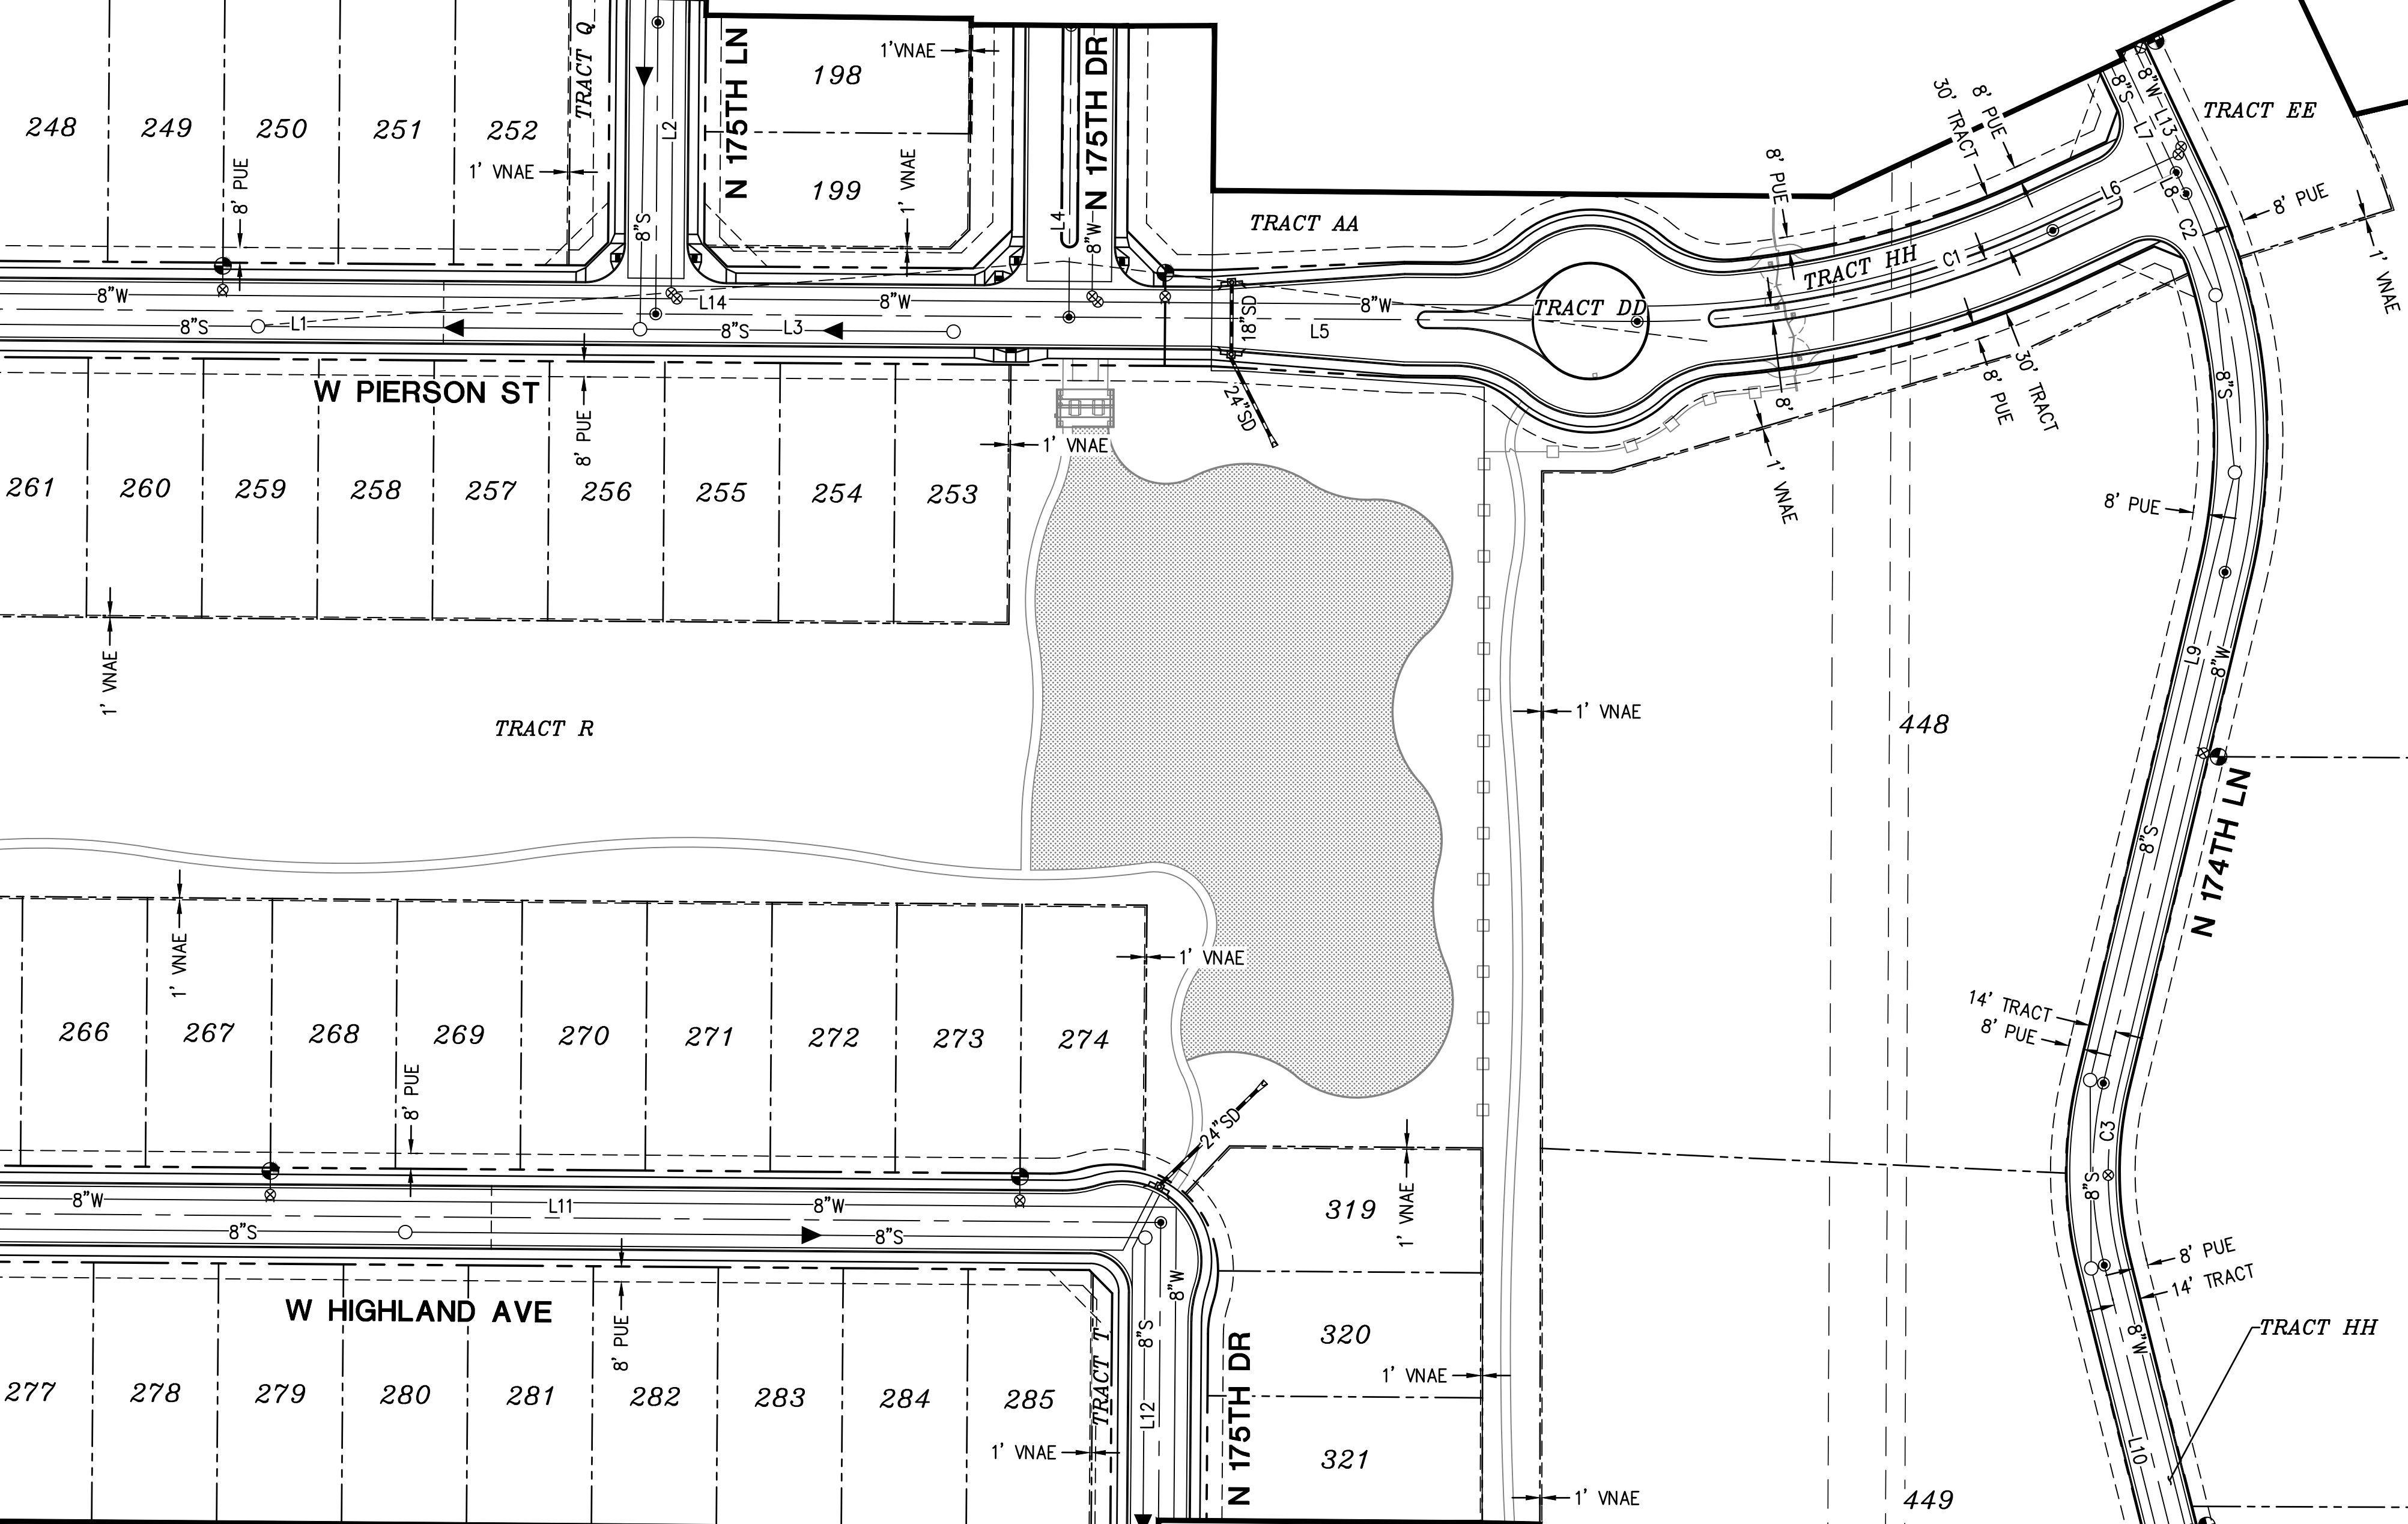 248
249
250
251
252
TRACT Q
1' VNAE
8' PUE
L2
8"S
N 175TH LN
198
199
1'VNAE
1' VNAE
L4
8"W
N 175TH DR
TRACT AA
8' PUE
30' TRACT
8' PUE
8"S
8"W
L7
L13
L8
C2
L6
TRACT EE
8' PUE
1' VNAE
8"W
8"S
L1
L14
8"S
L3
8"W
18"SD
L5
8"W
TRACT DD
TRACT HH
C1
W PIERSON ST
8' PUE
24"SD
8'
1' VNAE
8' PUE
30' TRACT
8"S
261
260
259
258
257
256
255
254
253
1' VNAE
8' PUE
1' VNAE
TRACT R
1' VNAE
448
L9
8"W
8"S
N 174TH LN
1' VNAE
1' VNAE
266
267
268
269
270
271
272
273
274
8' PUE
14' TRACT
8' PUE
24"SD
C3
8"S
8"W
L11
8"W
8"S
8"S
319
1' VNAE
8' PUE
14' TRACT
W HIGHLAND AVE
8' PUE
8"S
8"W
320
8"W
TRACT HH
277
278
279
280
281
282
283
284
285
TRACT T
1' VNAE
L12
N 175TH DR
1' VNAE
321
1' VNAE
L10
449